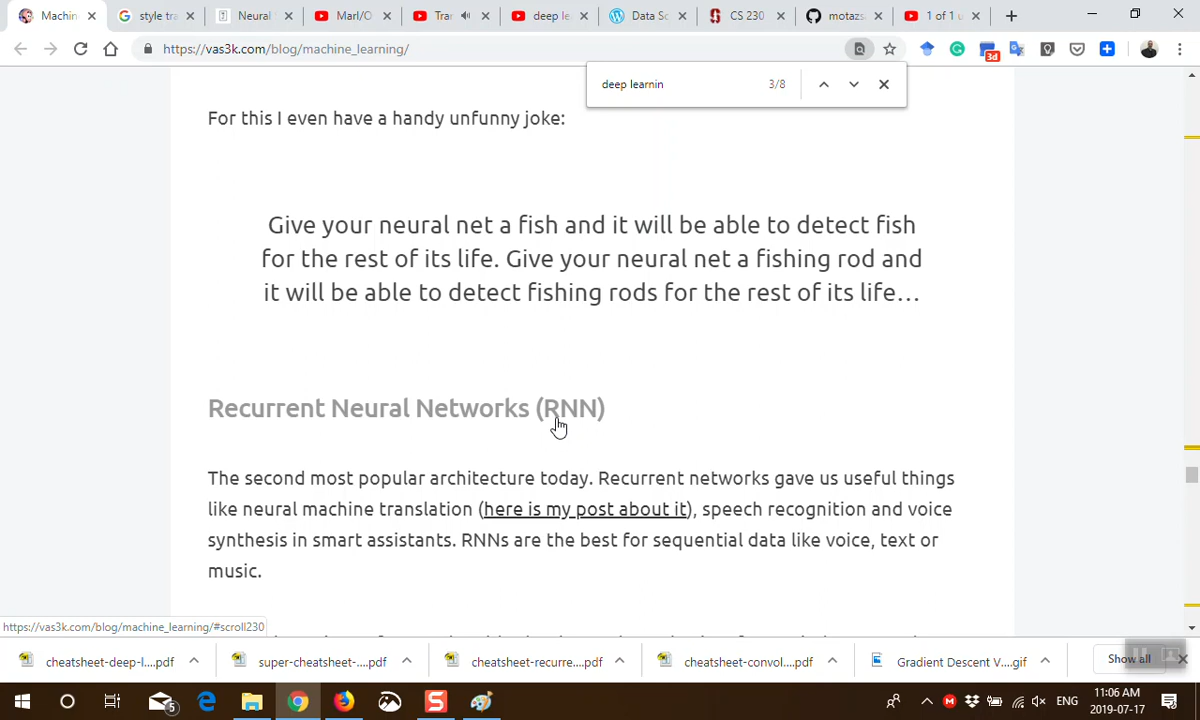 Machin
style tra
Neural
Marl/O
Tra
deep le
Data Sc
CS 230
motazs
1 of 1 u
https://vas3k.com/blog/machine_learning/
3d
deep learnin 3/8
For this I even have a handy unfunny joke:
Give your neural net a fish and it will be able to detect fish
for the rest of its life. Give your neural net a fishing rod and
it will be able to detect fishing rods for the rest of its life…
Recurrent Neural Networks (RNN)
The second most popular architecture today. Recurrent networks gave us useful things
like neural machine translation (here is my post about it), speech recognition and voice
synthesis in smart assistants. RNNs are the best for sequential data like voice, text or
music.
https://vas3k.com/blog/machine_learning/#scroll230
cheatsheet-deep-l....pdf
super-cheatsheet-....pdf
cheatsheet-recurre....pdf
cheatsheet-convol....pdf
Gradient Descent V....gif
Show all
5
ENG
11:06 AM
2019-07-17